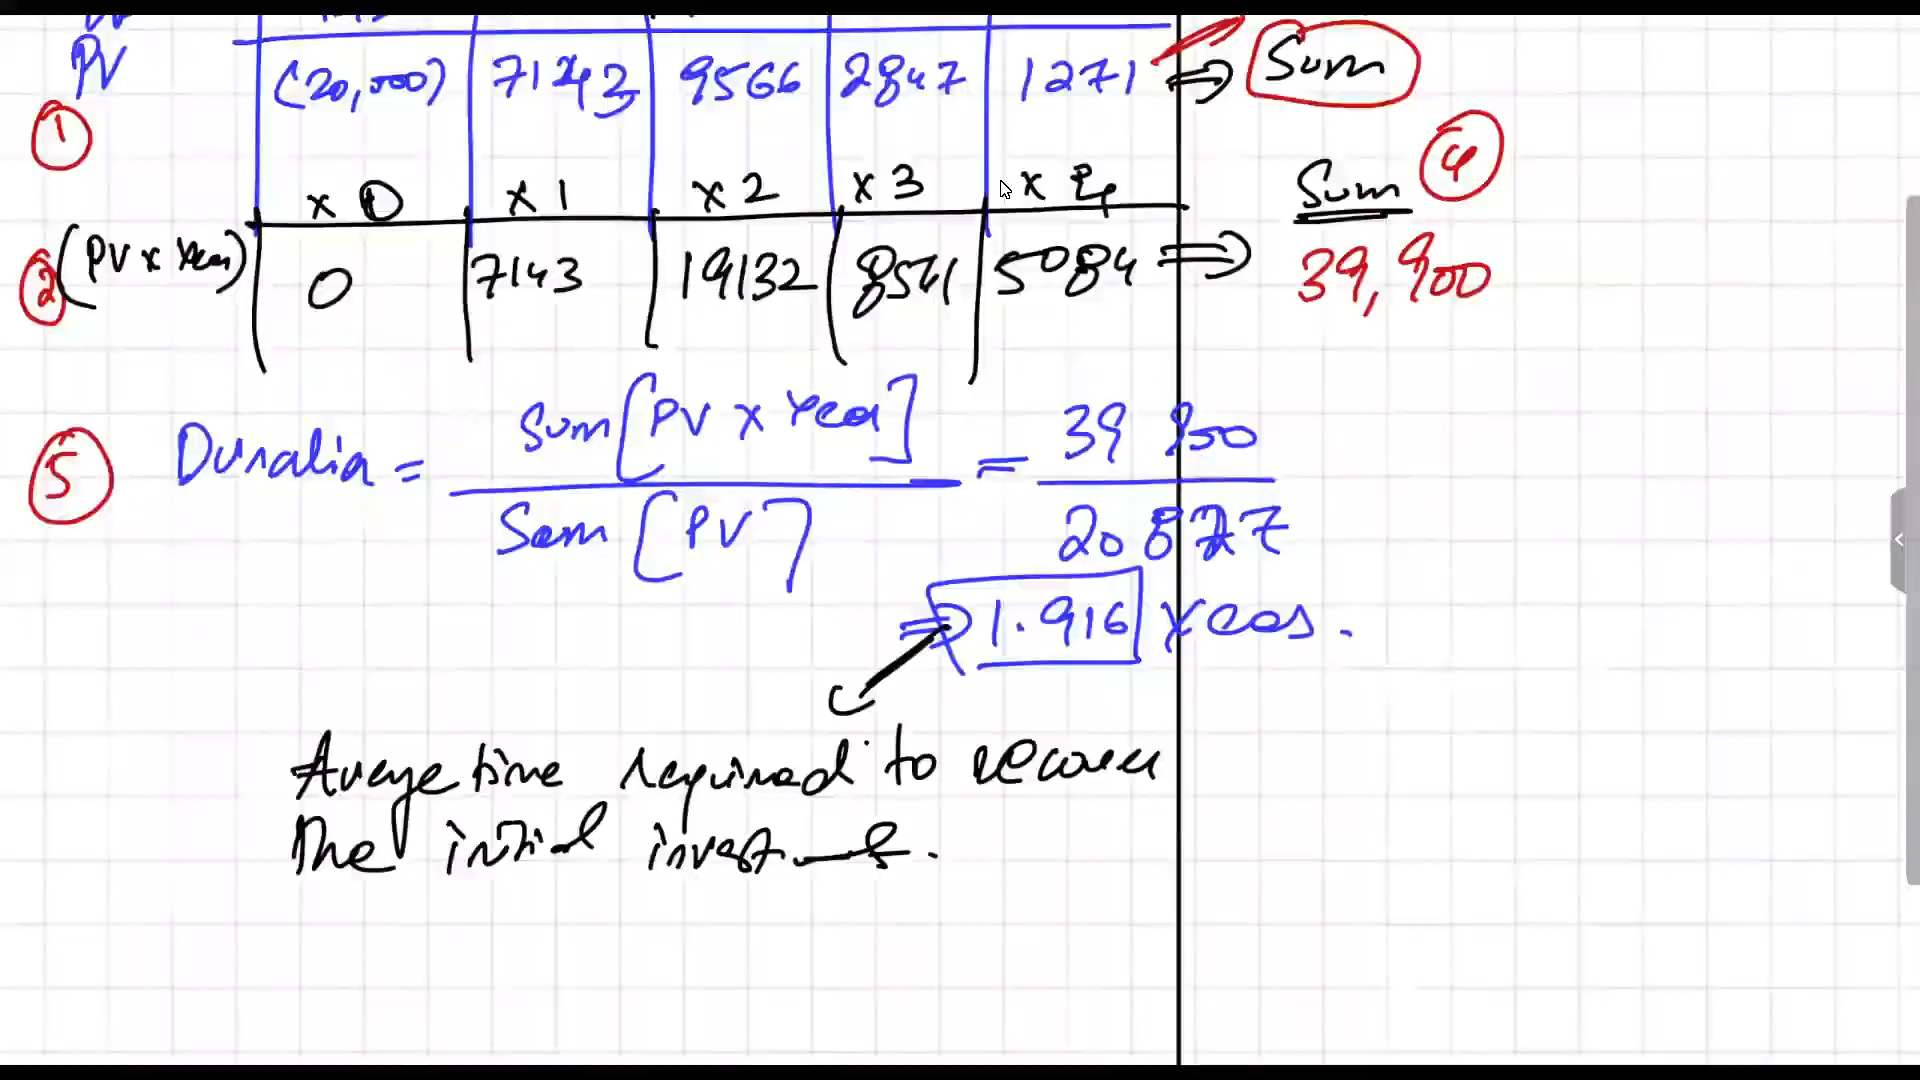 PV (20,000) 7143 9566 2847 1271 ⇒ Sum
1
x 0 x 1 x 2 x 3 x 4 Sum 4
2 (PV x Year) 0 7143 19132 8541 5084 ⇒ 39,900
5 Duration = Sum [PV x Year] / Sum [PV] = 39 900 / 20827
⇒ 1.916 Years.
Average time required to recover
the initial investment.